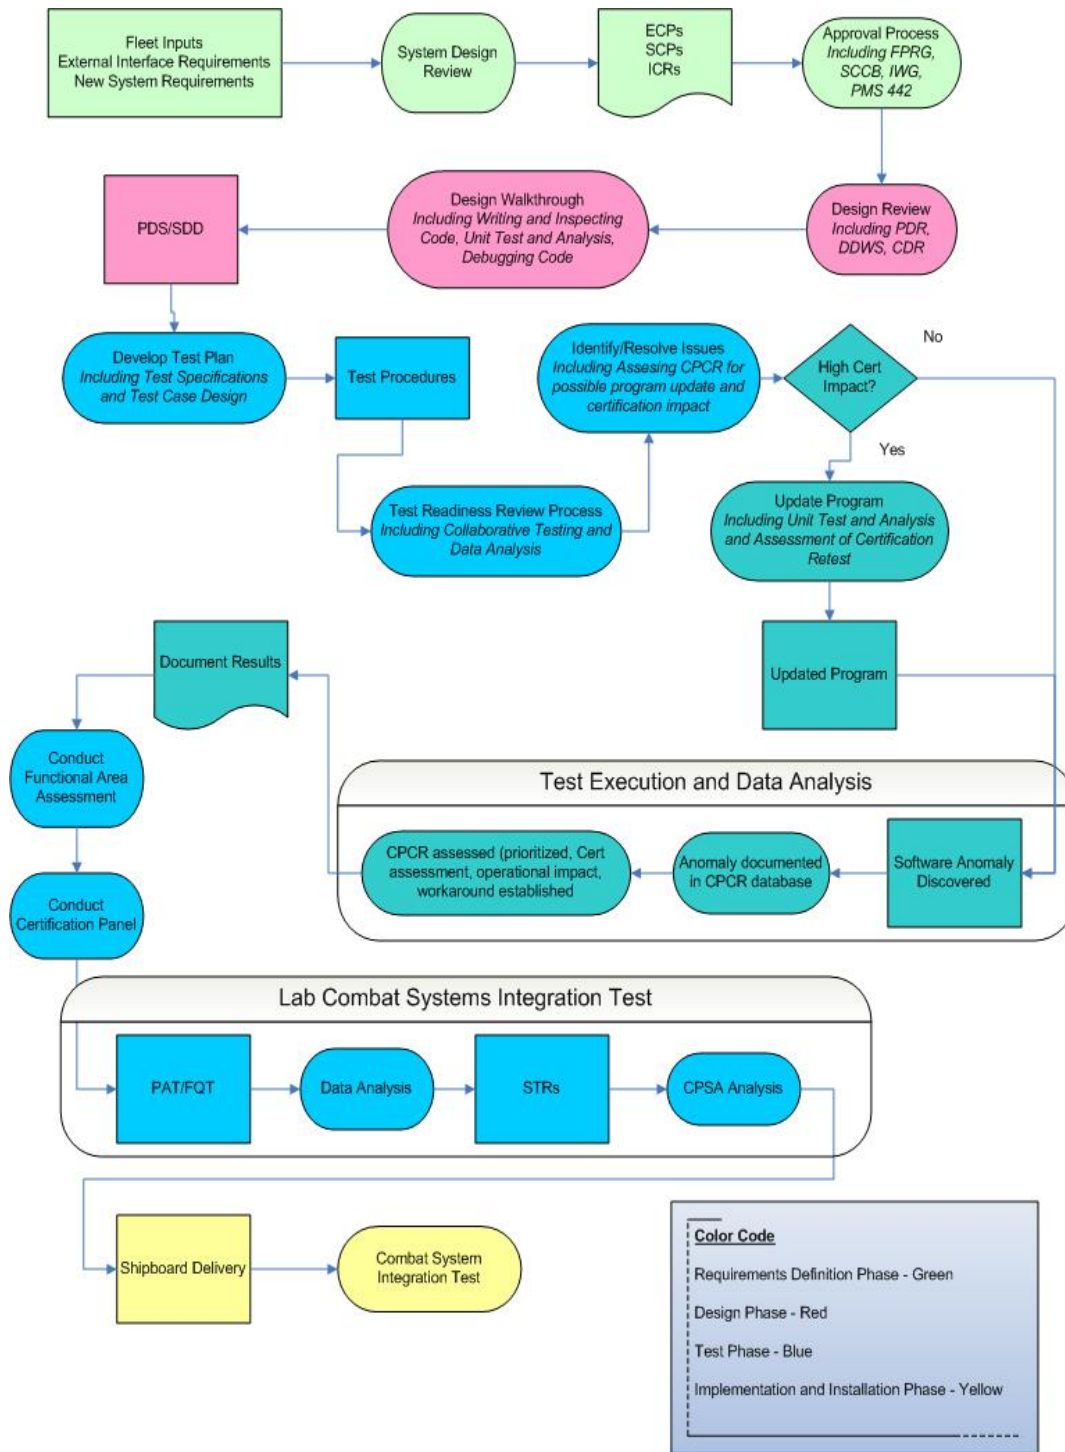 Fleet Inputs
External Interface Requirements
New System Requirements
System Design
Review
ECPs
SCPs
ICRs
Approval Process
Including FPRG,
SCCB, IWG,
PMS 442
PDS/SDD
Design Walkthrough
Including Writing and Inspecting
Code, Unit Test and Analysis,
Debugging Code
Design Review
Including PDR,
DDWS, CDR
Develop Test Plan
Including Test Specifications
and Test Case Design
Test Procedures
Identify/Resolve Issues
Including Assesing CPCR for
possible program update and
certification impact
High Cert
Impact?
No
Yes
Test Readiness Review Process
Including Collaborative Testing and
Data Analysis
Update Program
Including Unit Test and Analysis
and Assessment of Certification
Retest
Document Results
Updated Program
Conduct
Functional Area
Assessment
Test Execution and Data Analysis
CPCR assessed (prioritized, Cert
assessment, operational impact,
workaround established
Anomaly documented
in CPCR database
Software Anomaly
Discovered
Conduct
Certification Panel
Lab Combat Systems Integration Test
PAT/FQT
Data Analysis
STRs
CPSA Analysis
Shipboard Delivery
Combat System
Integration Test
Color Code
Requirements Definition Phase - Green
Design Phase - Red
Test Phase - Blue
Implementation and Installation Phase - Yellow